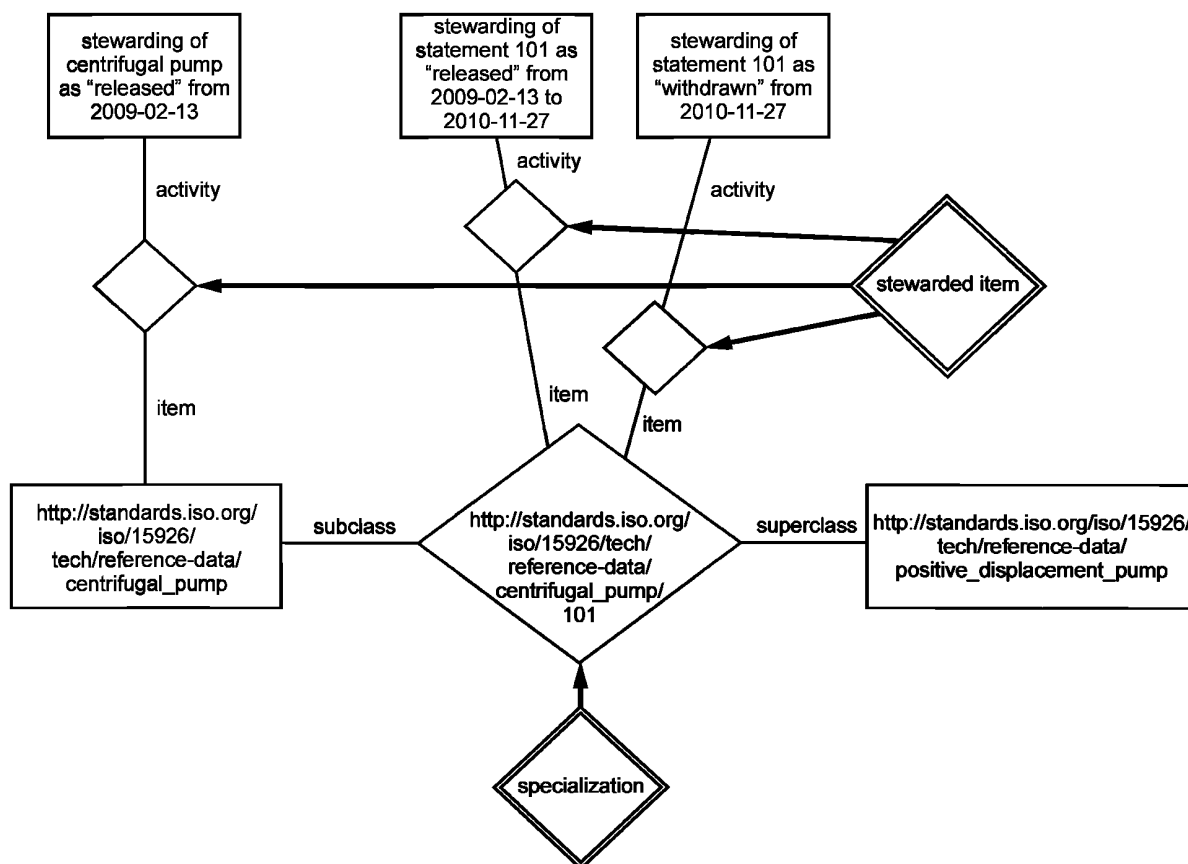 stewarding of
centrifugal pump
as “released” from
2009-02-13
stewarding of
statement 101 as
“released” from
2009-02-13 to
2010-11-27
stewarding of
statement 101 as
“withdrawn” from
2010-11-27
activity
activity
activity
stewarded item
item
item
item
http://standards.iso.org/
iso/15926/
tech/reference-data/
centrifugal_pump
subclass
http://standards.iso.org/
iso/15926/tech/
reference-data/
centrifugal_pump/
101
superclass
http://standards.iso.org/iso/15926/
tech/reference-data/
positive_displacement_pump
specialization